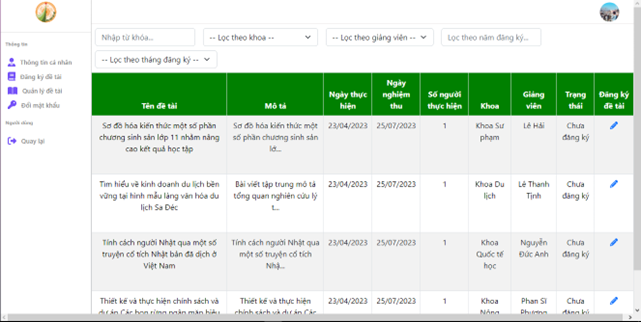 Thông tin
Thông tin cá nhân
Đăng ký đề tài
Quản lý đề tài
Đổi mật khẩu
Người dùng
Quay lại
Nhập từ khóa...
-- Lọc theo khoa --
-- Lọc theo giảng viên --
Lọc theo năm đăng ký...
-- Lọc theo tháng đăng ký --
Tên đề tài
Mô tả
Ngày thực
hiện
Ngày
nghiệm
thu
Số người
thực hiện
Khoa
Giảng
viên
Trạng
thái
Đăng ký
đề tài
Sơ đồ hóa kiến thức một số phần
chương sinh sản lớp 11 nhằm nâng
cao kết quả học tập
Sơ đồ hóa kiến thức một
số phần chương sinh sản
lớ...
23/04/2023
25/07/2023
1
Khoa Sư
phạm
Lê Hải
Chưa
đăng ký
Tìm hiểu về kinh doanh du lịch bền
vững tại hình mẫu làng văn hóa du
lịch Sa Đéc
Bài viết tập trung mô tả
tổng quan nghiên cứu lý
t...
23/04/2023
25/07/2023
1
Khoa Du
lịch
Lê Thanh
Tịnh
Chưa
đăng ký
Tính cách người Nhật qua một số
truyện cổ tích Nhật bản đã dịch ở
Việt Nam
Tính cách người Nhật qua
một số truyện cổ tích
Nhậ...
23/04/2023
25/07/2023
1
Khoa
Quốc tế
học
Nguyễn
Đức Anh
Chưa
đăng ký
Thiết kế và thực hiện chính sách và
dự án Các
Thiết kế và thực hiện
chính sách và dự án Các
23/04/2023
25/07/2023
1
Khoa
Nông
Phan Sĩ
Phương
Chưa
đăng ký